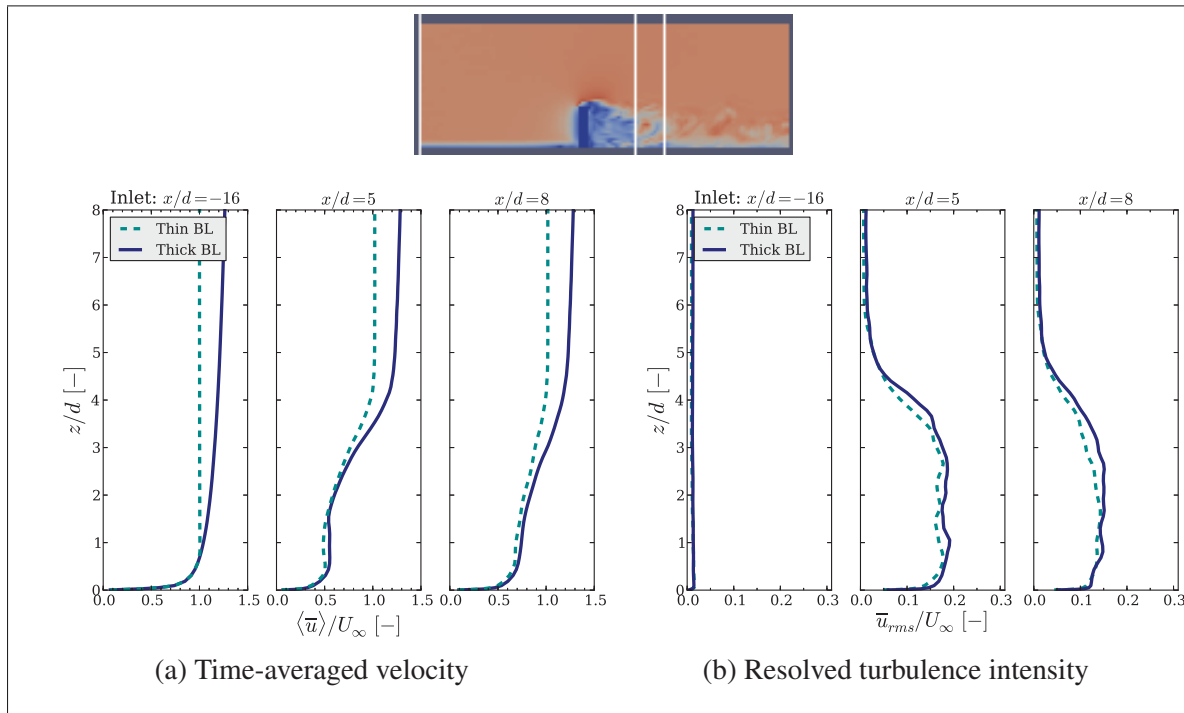 Inlet: x/d=−16
x/d=5
x/d=8
Thin BL
Thick BL
8
7
6
5
4
3
2
1
0
z/d [−]
0.0 0.5 1.0 1.5
0.0 0.5 1.0 1.5
0.0 0.5 1.0 1.5
⟨u̅⟩/U∞ [−]
(a) Time-averaged velocity
Inlet: x/d=−16
x/d=5
x/d=8
Thin BL
Thick BL
8
7
6
5
4
3
2
1
0
z/d [−]
0.0 0.1 0.2 0.3
0.0 0.1 0.2 0.3
0.0 0.1 0.2 0.3
u̅rms/U∞ [−]
(b) Resolved turbulence intensity